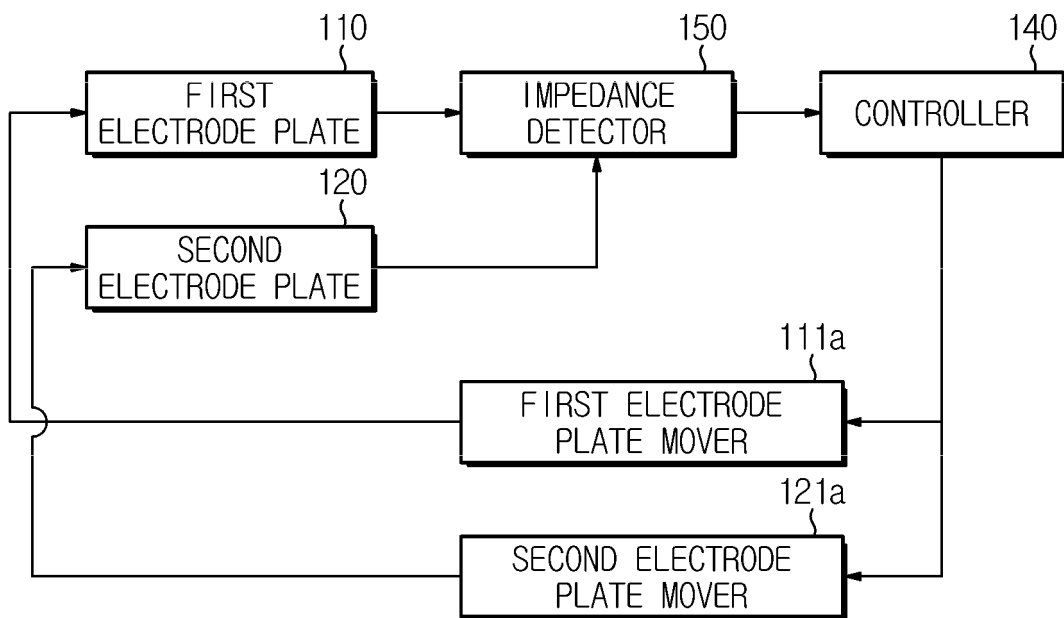 110
FIRST
ELECTRODE PLATE
150
IMPEDANCE
DETECTOR
140
CONTROLLER
120
SECOND
ELECTRODE PLATE
111a
FIRST ELECTRODE
PLATE MOVER
121a
SECOND ELECTRODE
PLATE MOVER